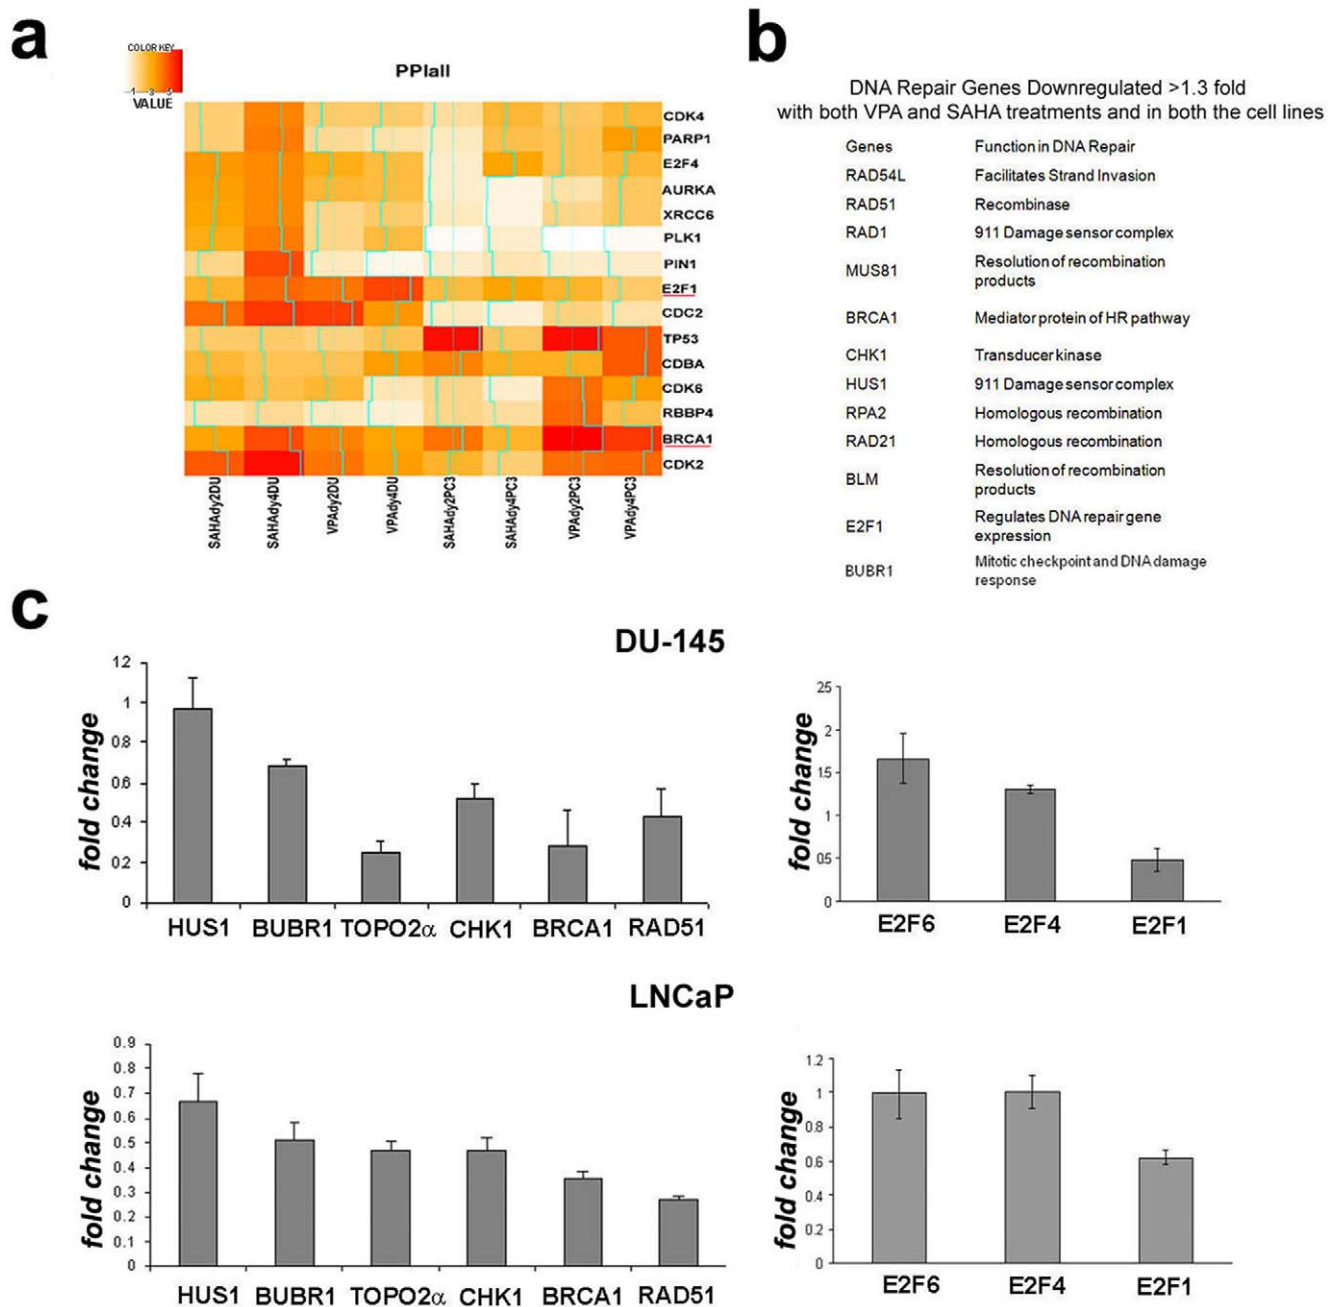 a
COLOR KEY
-1 3 5
VALUE
PPIall
CDK4
PARP1
E2F4
AURKA
XRCC6
PLK1
PIN1
E2F1
CDC2
TP53
CDBA
CDK6
RBBP4
BRCA1
CDK2
SAHAdy2DU
SAHAdy4DU
VPAdy2DU
VPAdy4DU
SAHAdy2PC3
SAHAdy4PC3
VPAdy2PC3
VPAdy4PC3
b
DNA Repair Genes Downregulated >1.3 fold
with both VPA and SAHA treatments and in both the cell lines
Genes Function in DNA Repair
RAD54L Facilitates Strand Invasion
RAD51 Recombinase
RAD1 911 Damage sensor complex
MUS81 Resolution of recombination
products
BRCA1 Mediator protein of HR pathway
CHK1 Transducer kinase
HUS1 911 Damage sensor complex
RPA2 Homologous recombination
RAD21 Homologous recombination
BLM Resolution of recombination
products
E2F1 Regulates DNA repair gene
expression
BUBR1 Mitotic checkpoint and DNA damage
response
c
DU-145
fold change
12
1
0.8
0.6
0.4
02
0
HUS1 BUBR1 TOPO2α CHK1 BRCA1 RAD51
fold change
25
2
15
1
05
0
E2F6 E2F4 E2F1
LNCaP
fold change
0.9
0.8
0.7
0.6
0.5
0.4
0.3
0.2
0.1
0
HUS1 BUBR1 TOPO2α CHK1 BRCA1 RAD51
fold change
1.2
1
0.8
0.6
0.4
0.2
0
E2F6 E2F4 E2F1